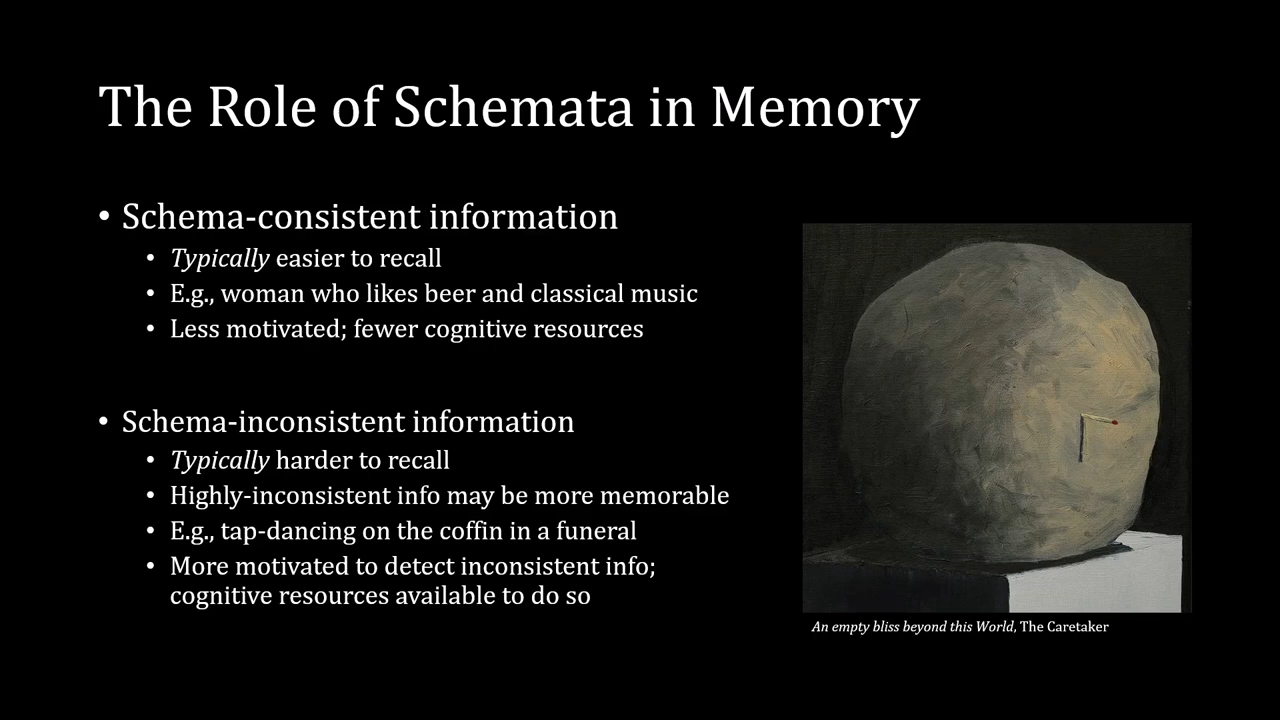 The Role of Schemata in Memory
• Schema-consistent information
• Typically easier to recall
• E.g., woman who likes beer and classical music
• Less motivated; fewer cognitive resources
• Schema-inconsistent information
• Typically harder to recall
• Highly-inconsistent info may be more memorable
• E.g., tap-dancing on the coffin in a funeral
• More motivated to detect inconsistent info;
cognitive resources available to do so
An empty bliss beyond this World, The Caretaker